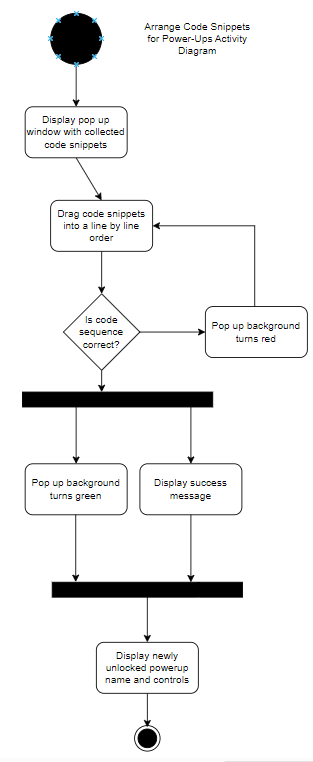 Arrange Code Snippets
for Power-Ups Activity
Diagram
Display pop up
window with collected
code snippets
Drag code snippets
into a line by line
order
Is code
sequence
correct?
Pop up background
turns red
Pop up background
turns green
Display success
message
Display newly
unlocked powerup
name and controls